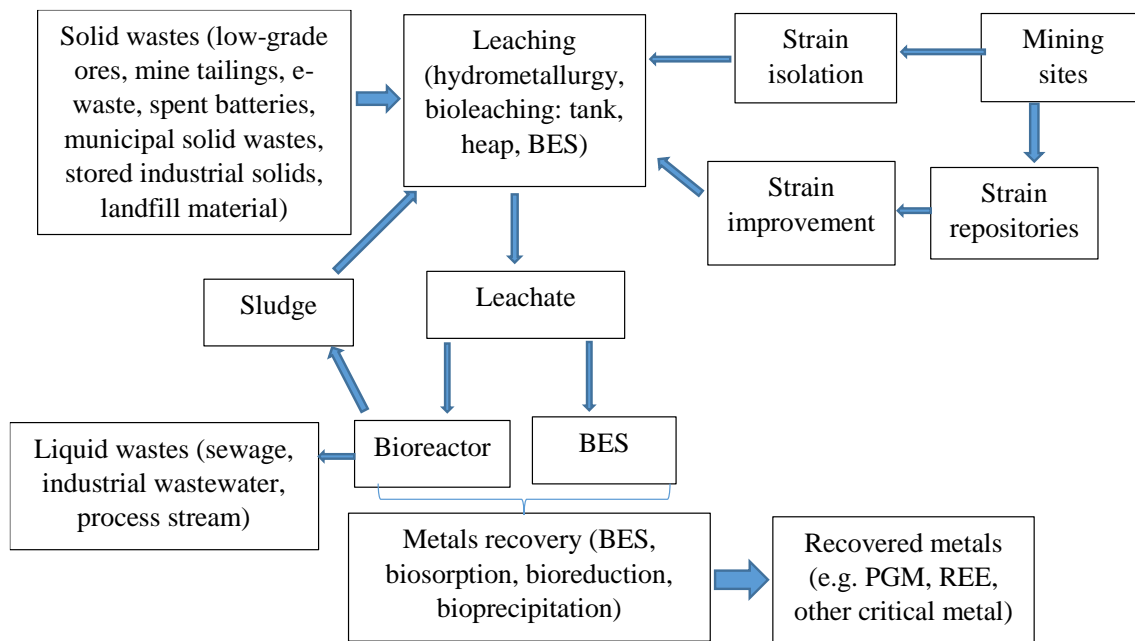 Solid wastes (low-grade
ores, mine tailings, e-
waste, spent batteries,
municipal solid wastes,
stored industrial solids,
landfill material)
Leaching
(hydrometallurgy,
bioleaching: tank,
heap, BES)
Strain
isolation
Mining
sites
Strain
improvement
Strain
repositories
Sludge
Leachate
Liquid wastes (sewage,
industrial wastewater,
process stream)
Bioreactor
BES
Metals recovery (BES,
biosorption, bioreduction,
bioprecipitation)
Recovered metals
(e.g. PGM, REE,
other critical metal)